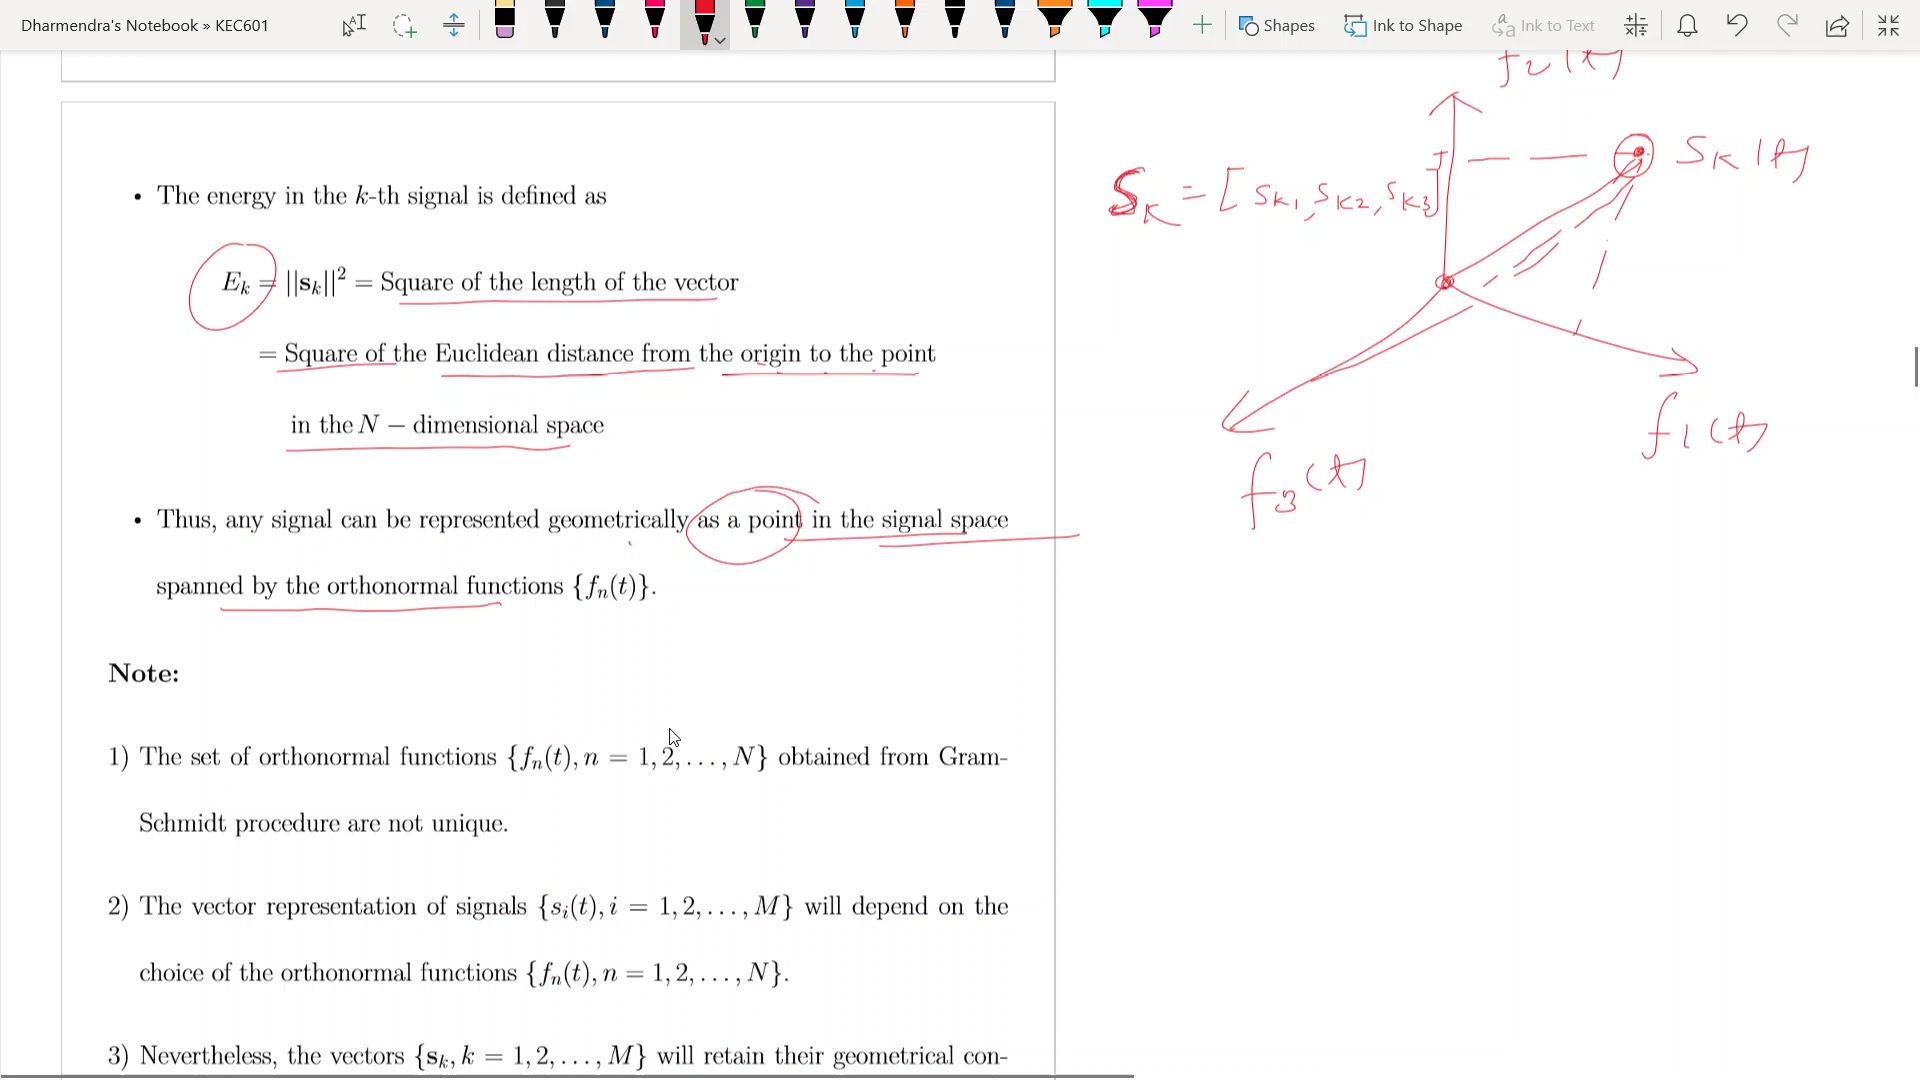 Dharmendra's Notebook » KEC601
Shapes
Ink to Shape
Ink to Text
• The energy in the k-th signal is defined as
E_k = ||s_k||² = Square of the length of the vector
= Square of the Euclidean distance from the origin to the point
in the N − dimensional space
• Thus, any signal can be represented geometrically as a point in the signal space
spanned by the orthonormal functions {f_n(t)}.
Note:
1) The set of orthonormal functions {f_n(t), n = 1, 2, . . . , N} obtained from Gram-
Schmidt procedure are not unique.
2) The vector representation of signals {s_i(t), i = 1, 2, . . . , M} will depend on the
choice of the orthonormal functions {f_n(t), n = 1, 2, . . . , N}.
3) Nevertheless, the vectors {s_k, k = 1, 2, . . . , M} will retain their geometrical con-
f2(t)
S_K(t)
S_K = [S_K1, S_K2, S_K3]
f1(t)
f3(t)